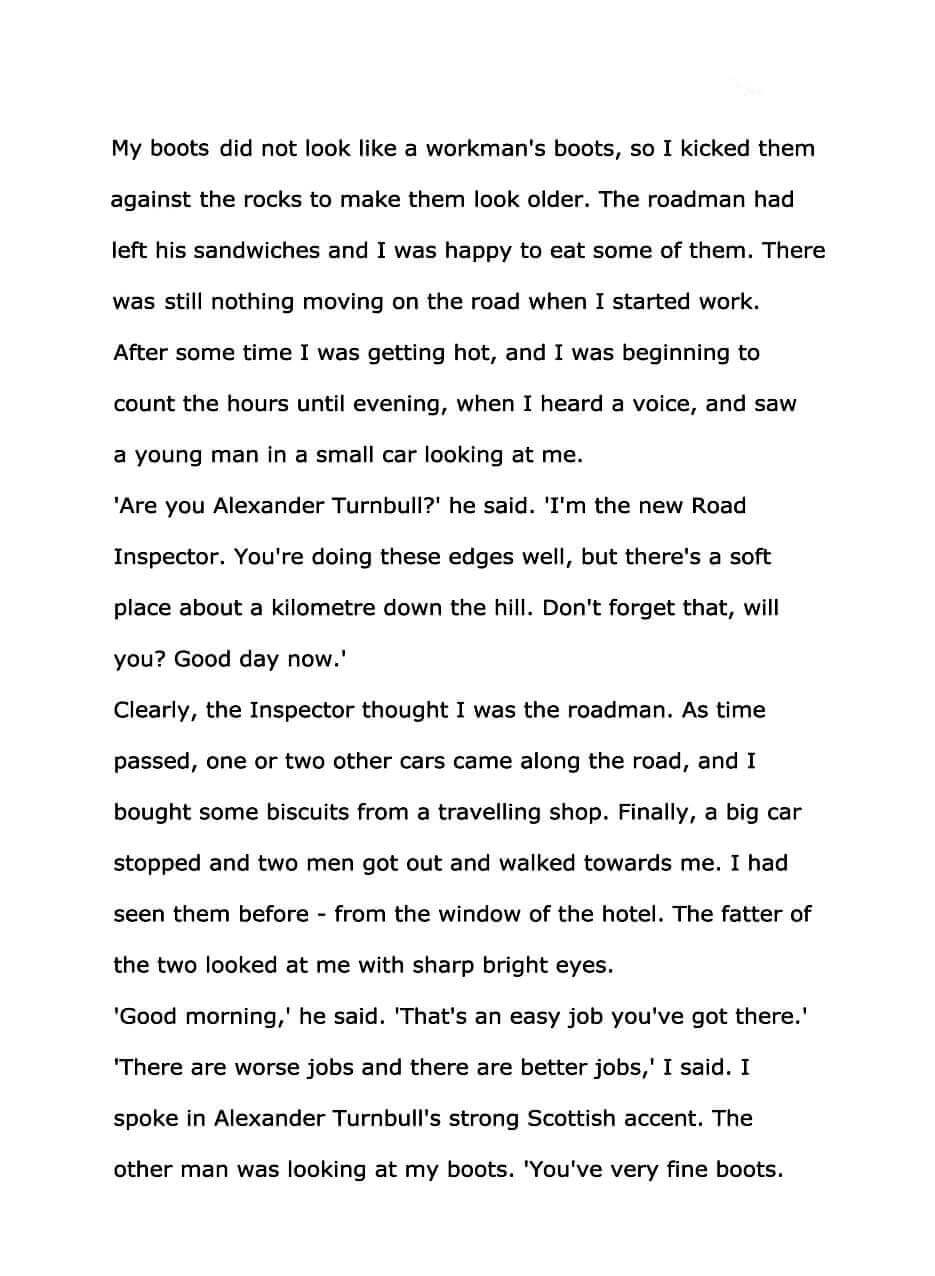 My boots did not look like a workman's boots, so I kicked them
against the rocks to make them look older. The roadman had
left his sandwiches and I was happy to eat some of them. There
was still nothing moving on the road when I started work.
After some time I was getting hot, and I was beginning to
count the hours until evening, when I heard a voice, and saw
a young man in a small car looking at me.
'Are you Alexander Turnbull?' he said. 'I'm the new Road
Inspector. You're doing these edges well, but there's a soft
place about a kilometre down the hill. Don't forget that, will
you? Good day now.'
Clearly, the Inspector thought I was the roadman. As time
passed, one or two other cars came along the road, and I
bought some biscuits from a travelling shop. Finally, a big car
stopped and two men got out and walked towards me. I had
seen them before - from the window of the hotel. The fatter of
the two looked at me with sharp bright eyes.
'Good morning,' he said. 'That's an easy job you've got there.'
'There are worse jobs and there are better jobs,' I said. I
spoke in Alexander Turnbull's strong Scottish accent. The
other man was looking at my boots. 'You've very fine boots.